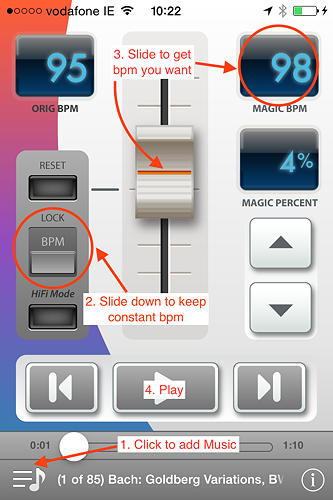 vodafone IE 10:22
3. Slide to get
bpm you want
95
98
ORIG BPM
MAGIC BPM
4%
MAGIC PERCENT
RESET
LOCK
BPM
HiFi Mode
2. Slide down to keep
constant bpm
4. Play
1. Click to add Music
0:01
1:10
(1 of 85) Bach: Goldberg Variations, BV